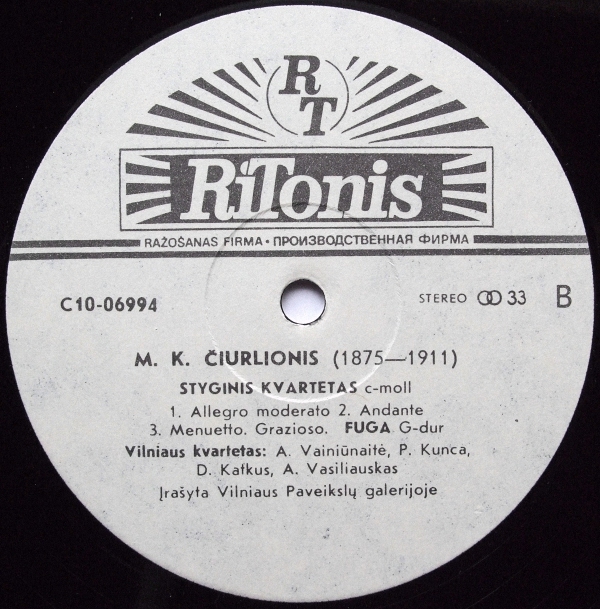 RT
RiTonis
RAŽOŠANAS FIRMA • ПРОИЗВОДСТВЕННАЯ ФИРМА
C10-06994
STEREO 33 B
M. K. ČIURLIONIS (1875—1911)
STYGINIS KVARTETAS c-moll
1. Allegro moderato 2. Andante
3. Menuetto. Grazioso. FUGA G-dur
Vilniaus kvartetas: A. Vainiūnaitė, P. Kunca,
D. Katkus, A. Vasiliauskas
Įrašyta Vilniaus Paveikslų galerijoje